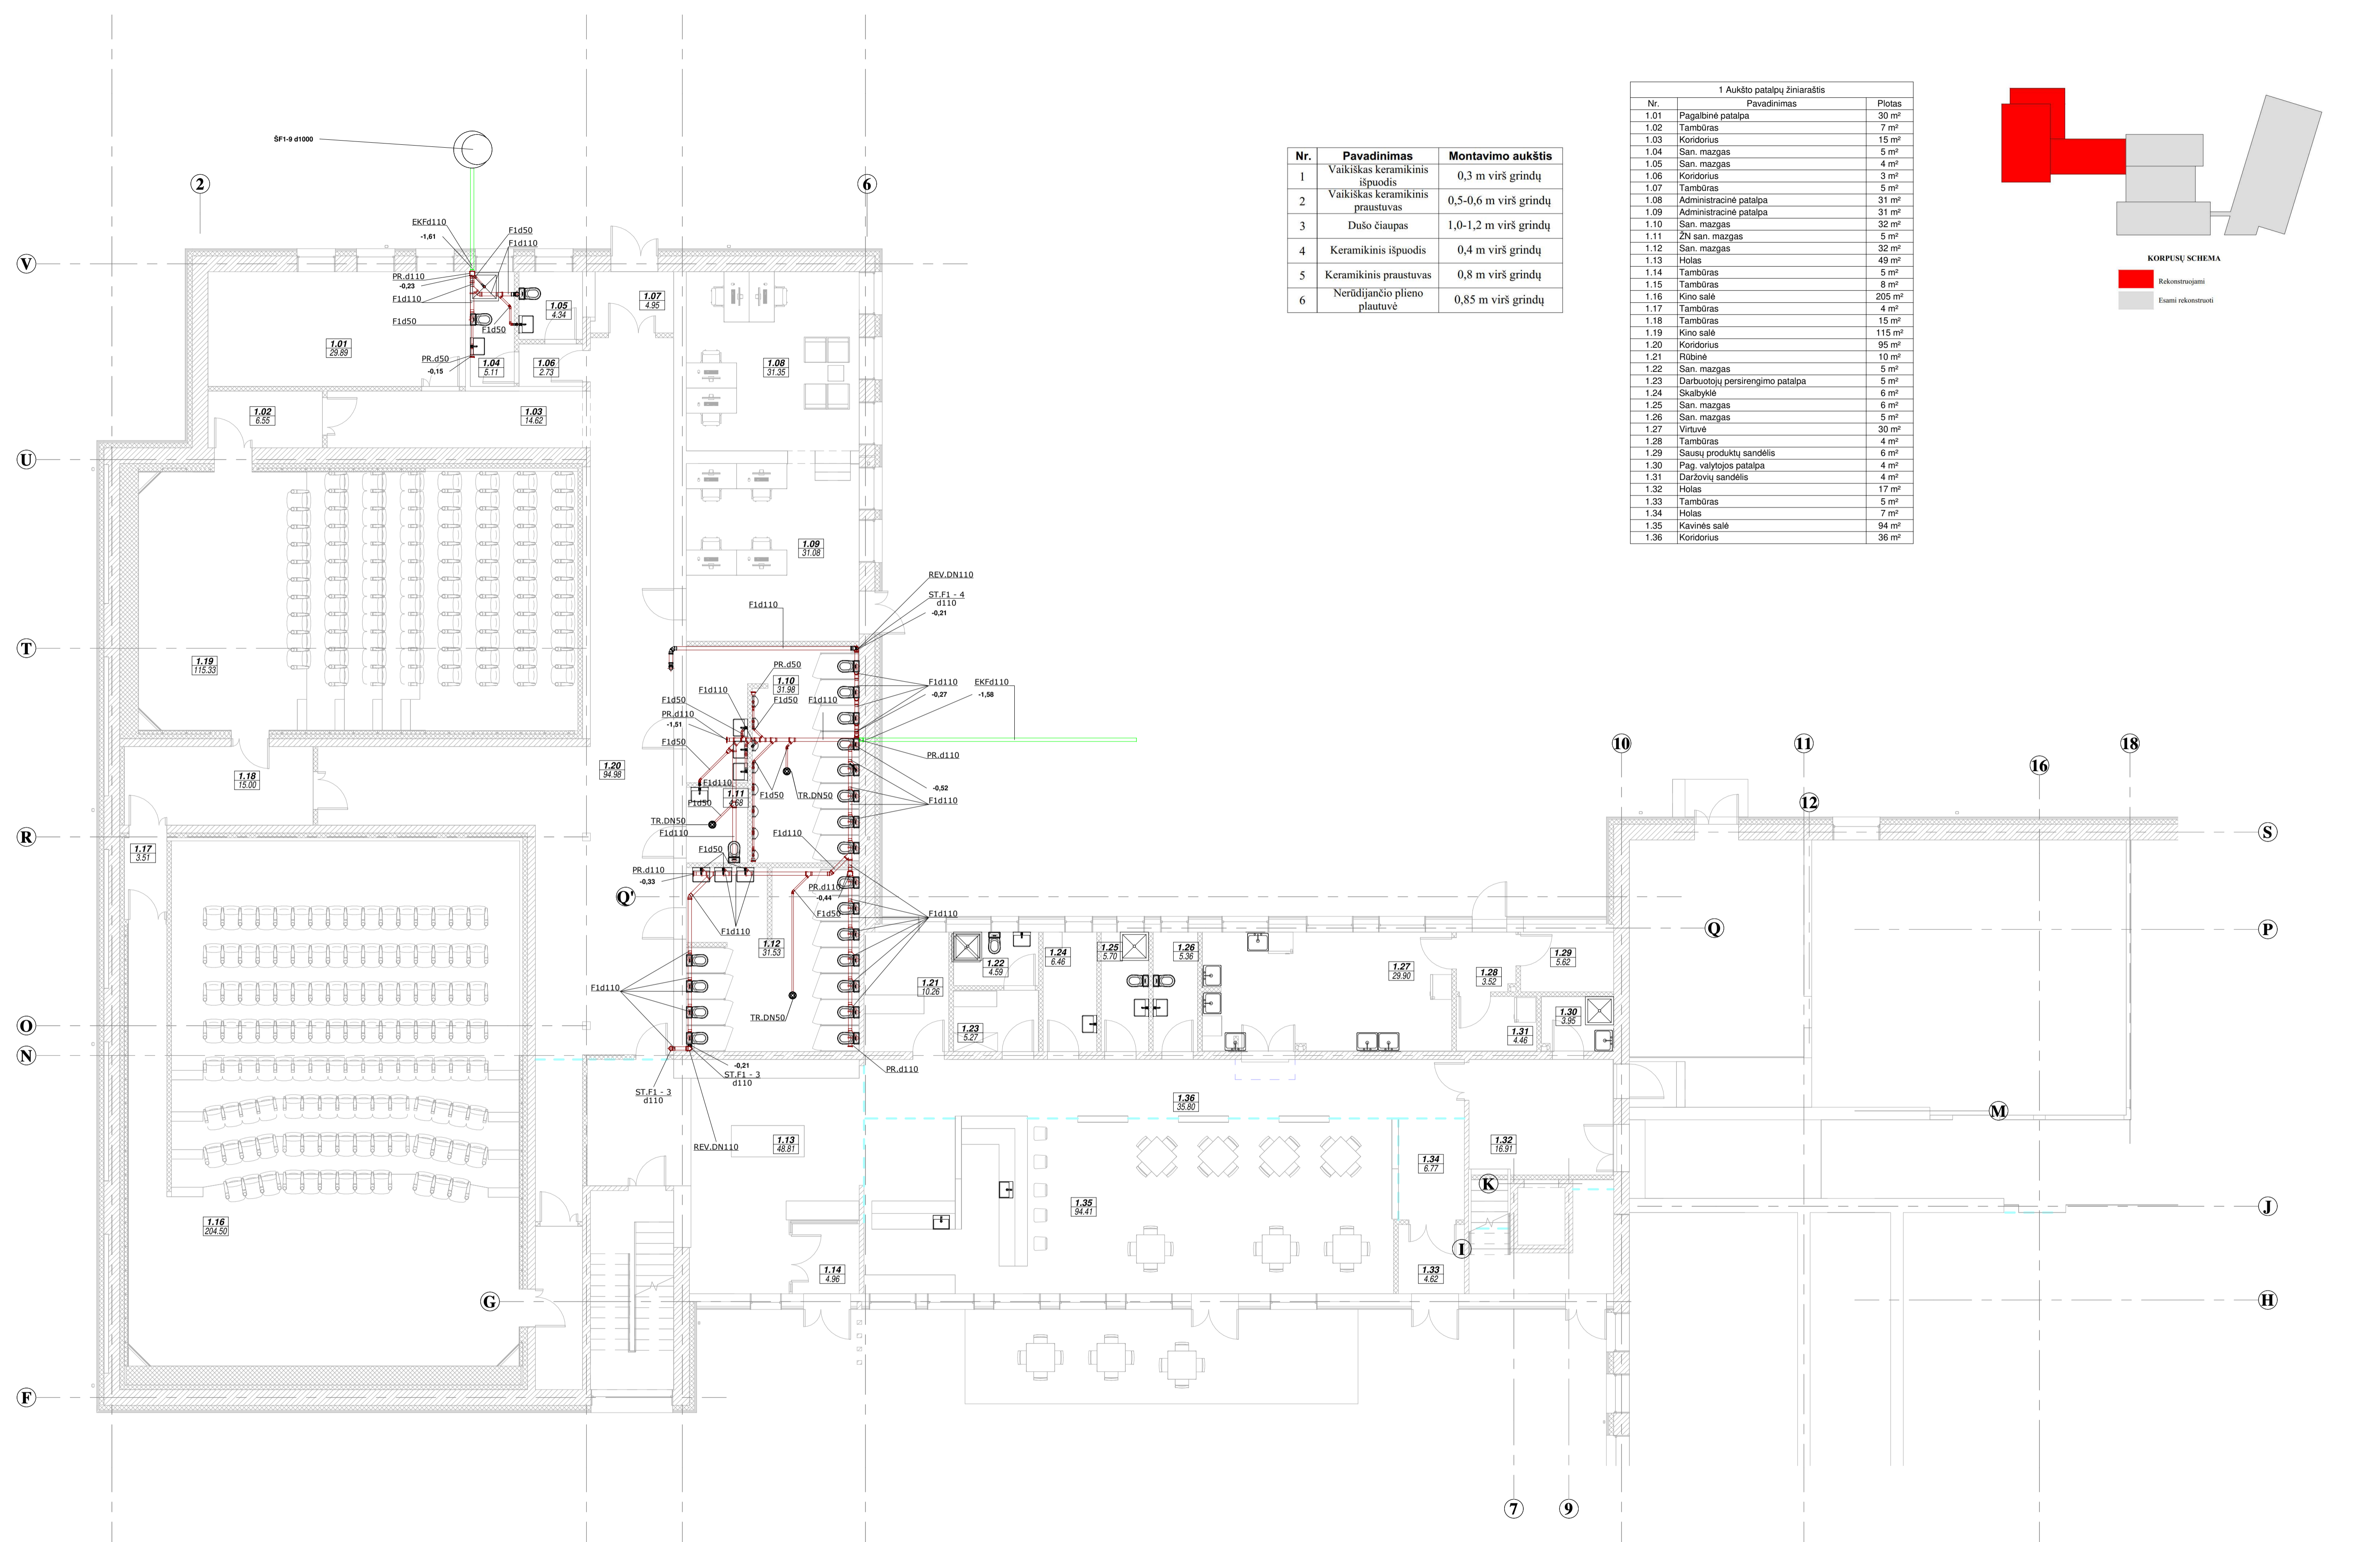 1 Aukšto patalpų žiniaraštis
Nr. Pavadinimas Plotas
1.01 Pagalbinė patalpa 30 m²
1.02 Tambūras 7 m²
1.03 Koridorius 15 m²
1.04 San. mazgas 5 m²
1.05 San. mazgas 4 m²
1.06 Koridorius 3 m²
1.07 Tambūras 5 m²
1.08 Administracinė patalpa 31 m²
1.09 Administracinė patalpa 31 m²
1.10 San. mazgas 32 m²
1.11 ŽN san. mazgas 5 m²
1.12 San. mazgas 32 m²
1.13 Holas 49 m²
1.14 Tambūras 5 m²
1.15 Tambūras 8 m²
1.16 Kino salė 205 m²
1.17 Tambūras 4 m²
1.18 Tambūras 15 m²
1.19 Kino salė 115 m²
1.20 Koridorius 95 m²
1.21 Rūbinė 10 m²
1.22 San. mazgas 5 m²
1.23 Darbuotojų persirengimo patalpa 5 m²
1.24 Skalbyklė 6 m²
1.25 San. mazgas 6 m²
1.26 San. mazgas 5 m²
1.27 Virtuvė 30 m²
1.28 Tambūras 4 m²
1.29 Sausų produktų sandėlis 6 m²
1.30 Pag. valytojos patalpa 4 m²
1.31 Daržovių sandėlis 4 m²
1.32 Holas 17 m²
1.33 Tambūras 5 m²
1.34 Holas 7 m²
1.35 Kavinės salė 94 m²
1.36 Koridorius 36 m²
KORPUSŲ SCHEMA
Rekonstruojami
Esami rekonstruoti
Nr. Pavadinimas Montavimo aukštis
1 Vaikiškas keramikinis išpuodis 0,3 m virš grindų
2 Vaikiškas keramikinis praustuvas 0,5-0,6 m virš grindų
3 Dušo čiaupas 1,0-1,2 m virš grindų
4 Keramikinis išpuodis 0,4 m virš grindų
5 Keramikinis praustuvas 0,8 m virš grindų
6 Nerūdijančio plieno plautuvė 0,85 m virš grindų
ŠF1-9 d1000
2
6
EKFd110
-1,61
F1d50
F1d110
V
PR.d110
-0,23
F1d110
F1d50
F1d50
PR.d50
-0,15
1.01
29.89
1.04
5.11
1.05
4.34
1.06
2.73
1.07
4.95
1.08
31.35
1.02
6.55
1.03
14.62
U
1.09
31.08
REV.DN110
ST.F1 - 4
d110
-0,21
F1d110
T
1.19
115.33
PR.d50
1.10
31.98
F1d110
F1d50
F1d50
F1d110
F1d110
-0,27
EKFd110
-1,58
PR.d110
-1,51
F1d50
PR.d110
10
11
18
16
12
1.20
94.98
1.18
15.00
F1d110
1.11
F1d50
F1d50
TR.DN50
-0,52
F1d110
TR.DN50
F1d110
F1d110
R
S
1.17
3.51
F1d50
PR.d110
-0,33
Q'
PR.d110
-0,44
F1d50
F1d110
F1d110
Q
P
1.12
31.53
1.22
4.59
1.24
6.46
1.25
5.70
1.26
5.36
1.27
29.90
1.28
3.52
1.29
5.62
1.21
10.26
F1d110
TR.DN50
1.23
5.27
1.30
3.95
1.31
4.46
O
N
-0,21
ST.F1 - 3
d110
ST.F1 - 3
d110
PR.d110
1.36
35.80
M
REV.DN110
1.13
48.81
1.32
16.91
1.34
6.77
K
1.35
94.41
J
1.16
204.50
I
1.14
4.96
1.33
4.62
G
H
F
7
9